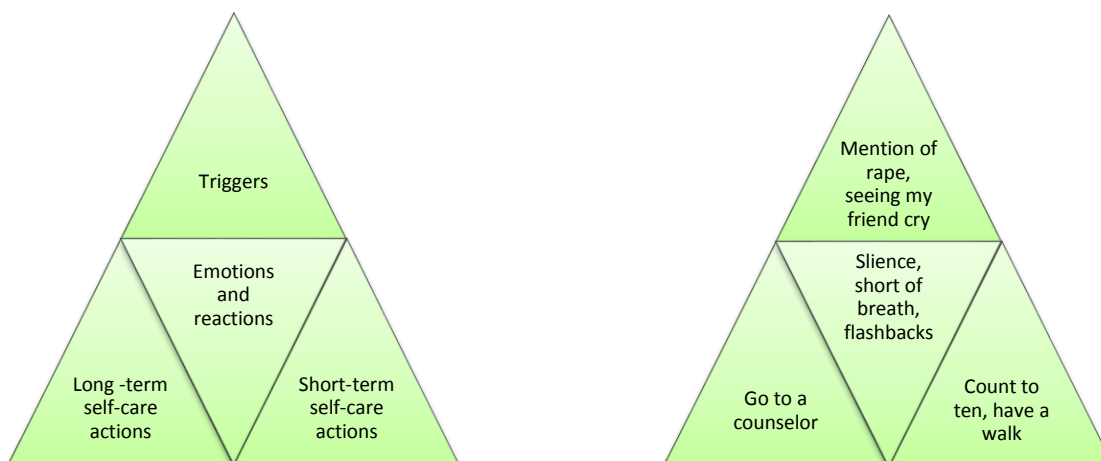 Triggers
Emotions
and
reactions
Long -term
self-care
actions
Short-term
self-care
actions
Mention of
rape,
seeing my
friend cry
Slience,
short of
breath,
flashbacks
Go to a
counselor
Count to
ten, have a
walk